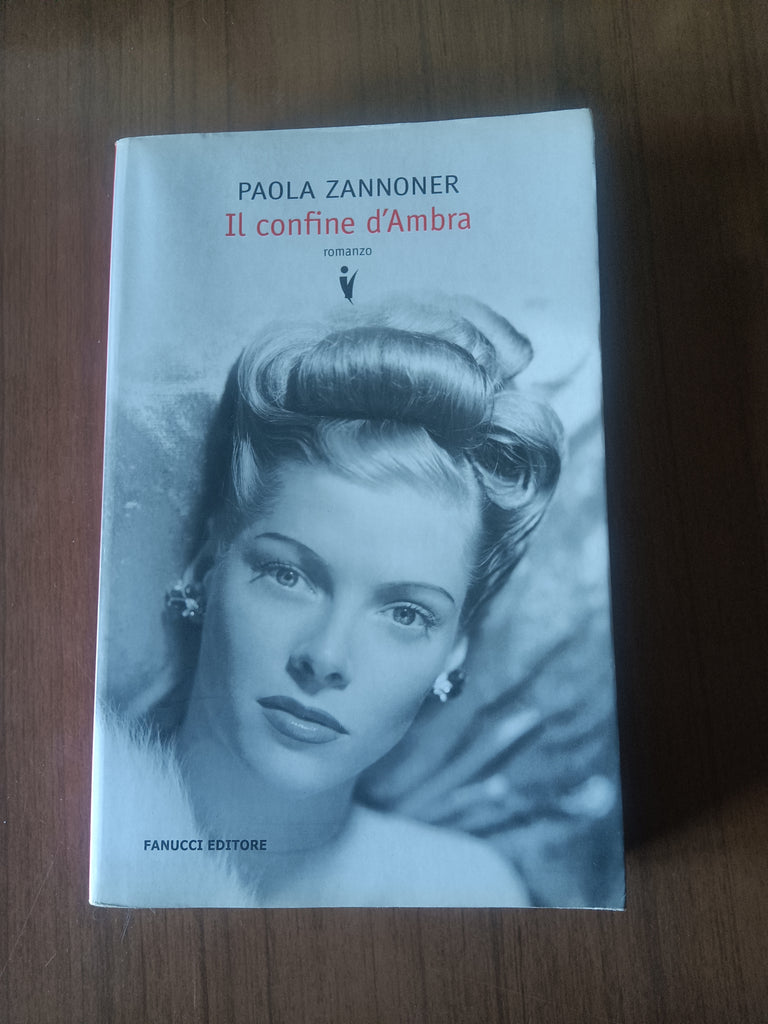 PAOLA ZANNONER
Il confine d'Ambra
romanzo
FANUCCI EDITORE